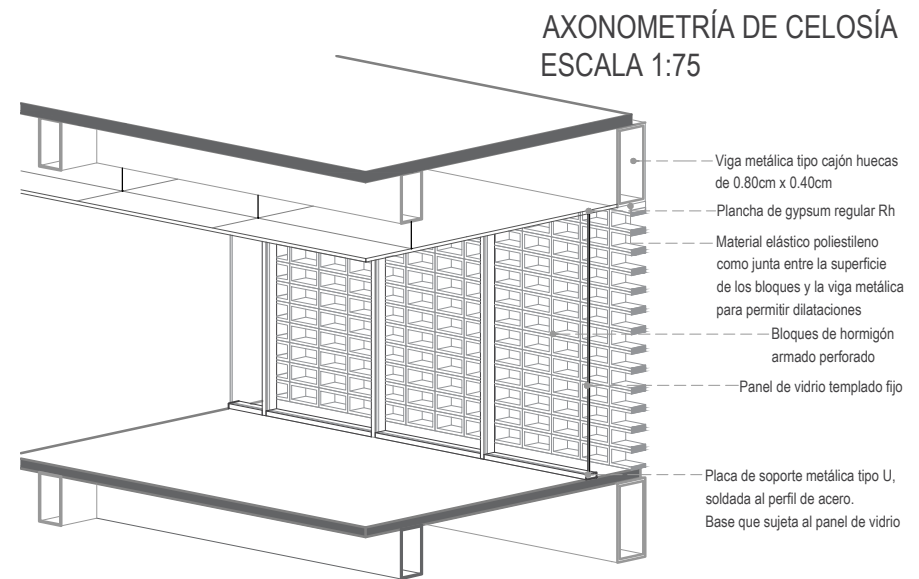 AXONOMETRÍA DE CELOSÍA
ESCALA 1:75
Viga metálica tipo cajón huecas
de 0.80cm x 0.40cm
Plancha de gypsum regular Rh
Material elástico poliestileno
como junta entre la superficie
de los bloques y la viga metálica
para permitir dilataciones
Bloques de hormigón
armado perforado
Panel de vidrio templado fijo
Placa de soporte metálica tipo U,
soldada al perfil de acero.
Base que sujeta al panel de vidrio